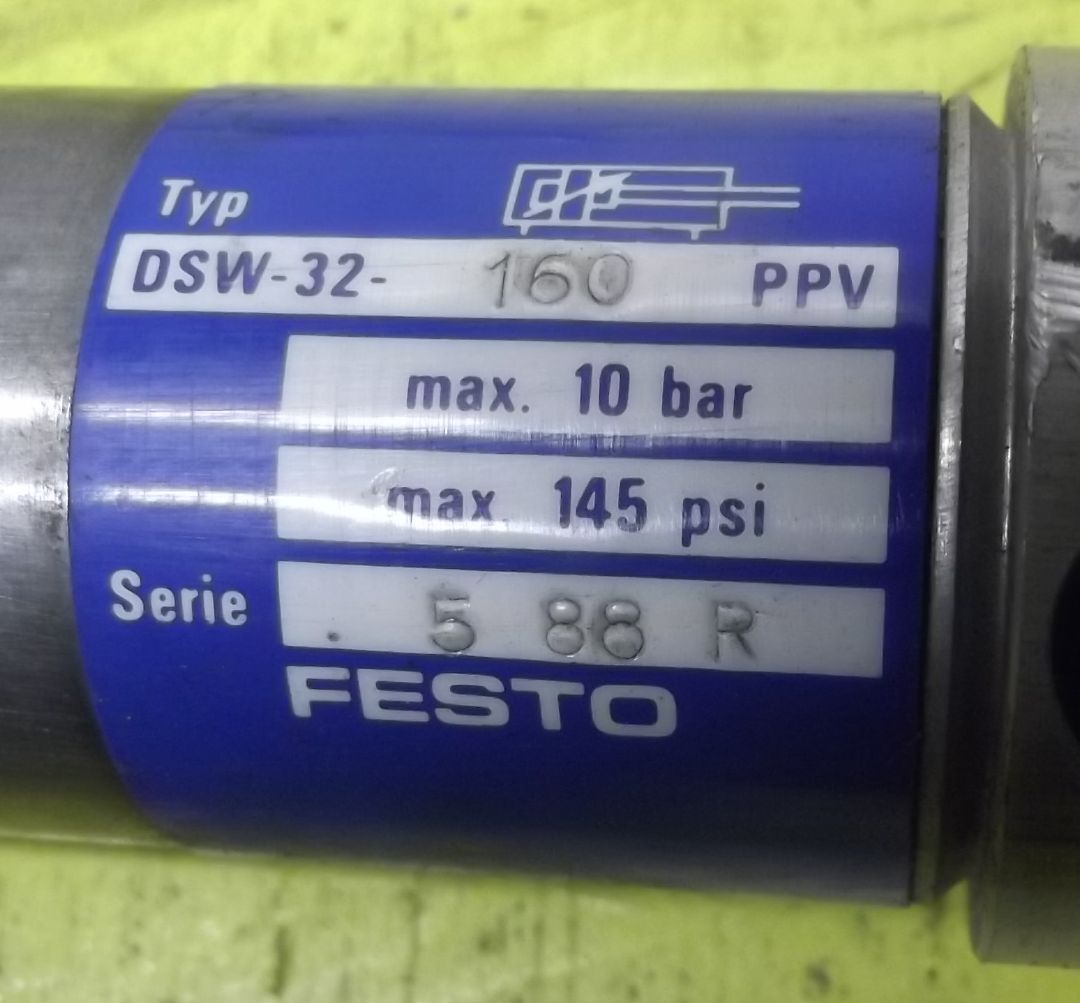 Typ
DSW-32- 160 PPV
max. 10 bar
max. 145 psi
Serie 5 88 R
FESTO